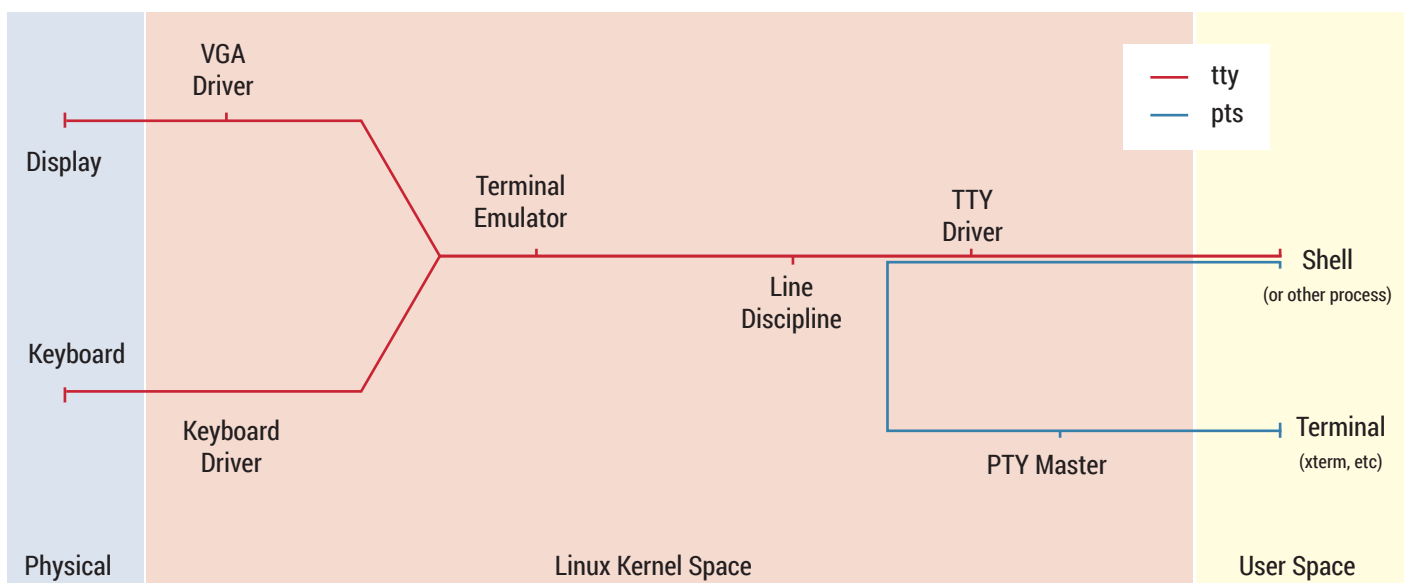 VGA
Driver
tty
pts
Display
Terminal
Emulator
TTY
Driver
Shell
(or other process)
Line
Discipline
Keyboard
Keyboard
Driver
Terminal
(xterm, etc)
PTY Master
Physical
Linux Kernel Space
User Space